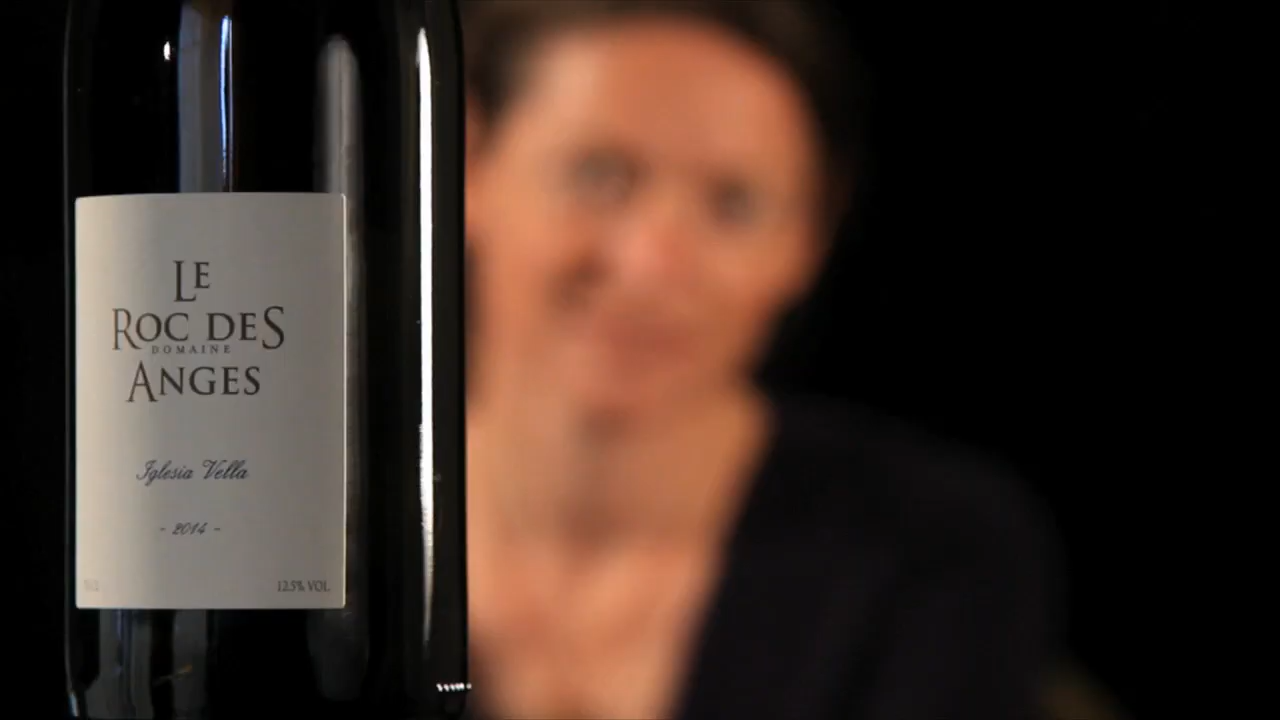 LE
ROC DES
DOMAINE
ANGES
Iglesia Vella
- 2014 -
12.5% VOL.